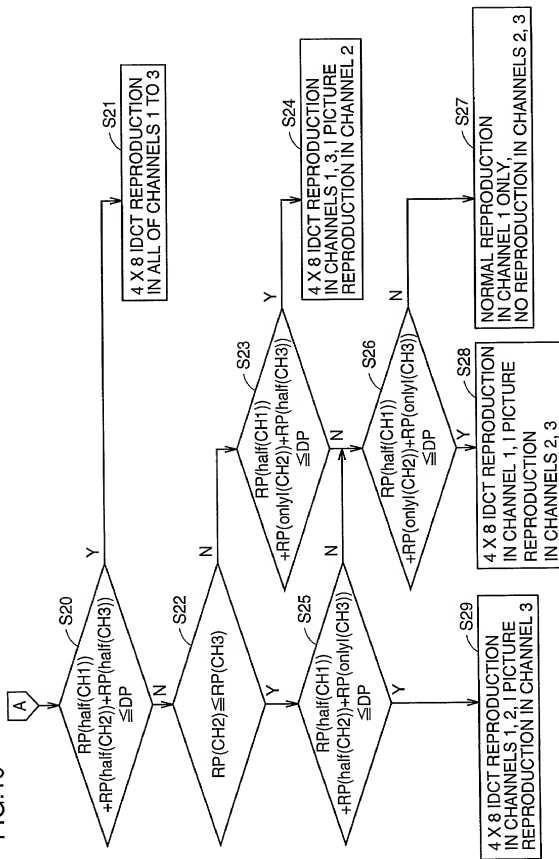 A
S20
RP(half(CH1))
+RP(half(CH2))+RP(half(CH3))
≦DP
Y
N
S21
4 X 8 IDCT REPRODUCTION
IN ALL OF CHANNELS 1 TO 3
S22
RP(CH2)≦RP(CH3)
N
Y
S23
RP(half(CH1))
+RP(onlyI(CH2))+RP(half(CH3))
≦DP
Y
N
S24
4 X 8 IDCT REPRODUCTION
IN CHANNELS 1, 3, I PICTURE
REPRODUCTION IN CHANNEL 2
S25
RP(half(CH1))
+RP(half(CH2))+RP(onlyI(CH3))
≦DP
N
Y
S26
RP(half(CH1))
+RP(onlyI(CH2))+RP(onlyI(CH3))
≦DP
N
Y
S27
NORMAL REPRODUCTION
IN CHANNEL 1 ONLY,
NO REPRODUCTION IN CHANNELS 2, 3
S28
4 X 8 IDCT REPRODUCTION
IN CHANNEL 1, I PICTURE
REPRODUCTION
IN CHANNELS 2, 3
S29
4 X 8 IDCT REPRODUCTION
IN CHANNELS 1, 2, I PICTURE
REPRODUCTION IN CHANNEL 3